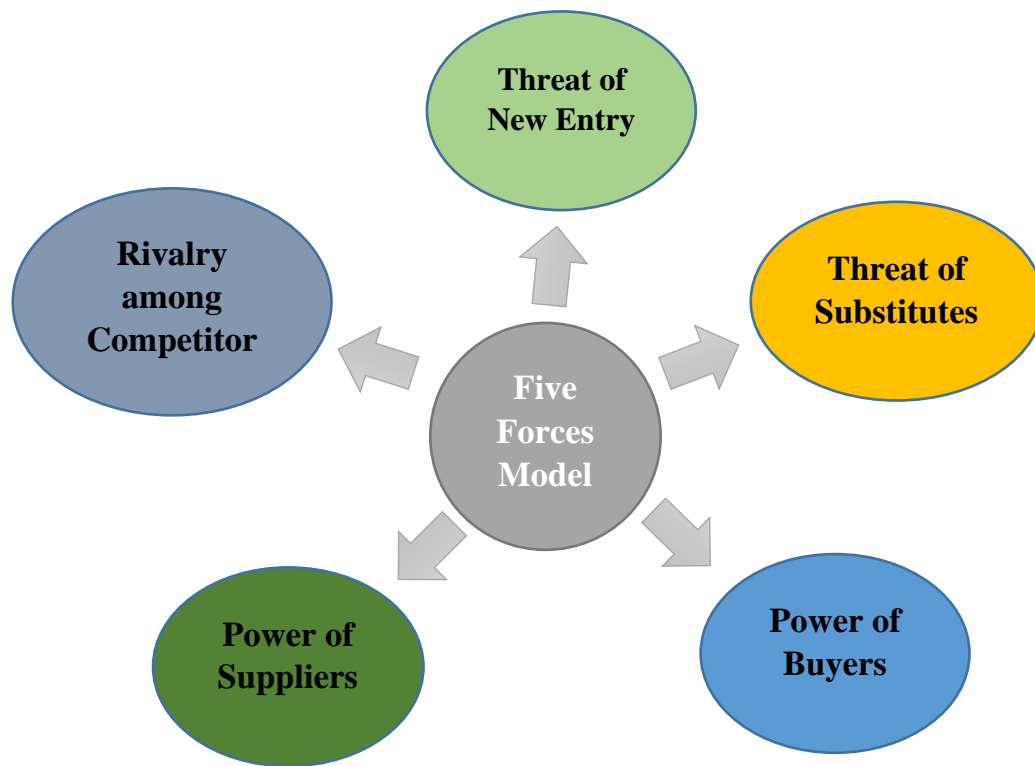 Threat of
New Entry
Rivalry
among
Competitor
Threat of
Substitutes
Five
Forces
Model
Power of
Suppliers
Power of
Buyers